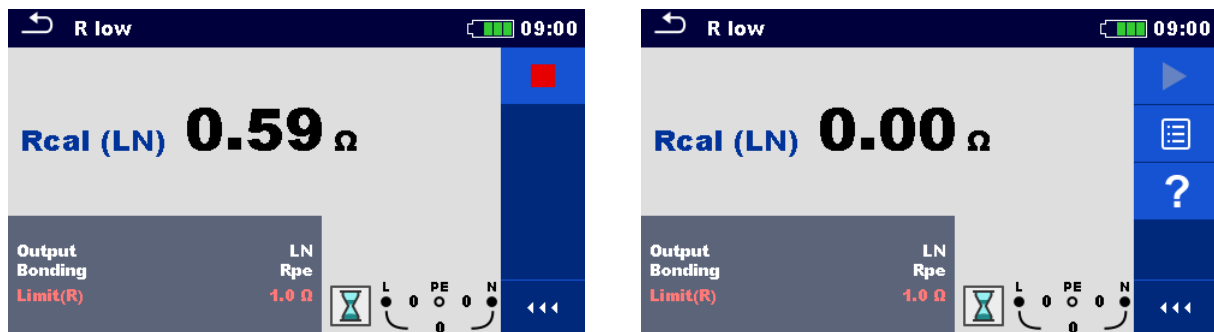 R low 09:00
Rcal (LN) 0.59 Ω
Output LN
Bonding Rpe
Limit(R) 1.0 Ω
L PE N
0 0
0
R low 09:00
Rcal (LN) 0.00 Ω
?
Output LN
Bonding Rpe
Limit(R) 1.0 Ω
L PE N
0 0
0